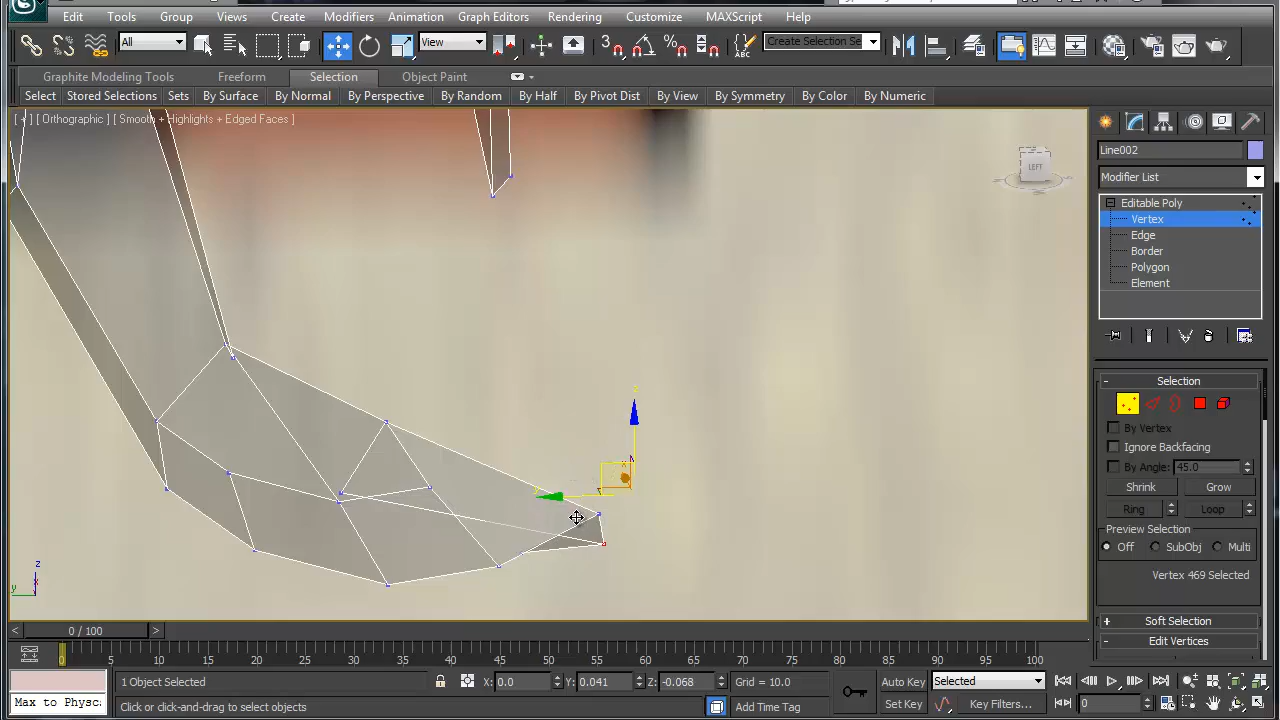 Edit Tools Group Views Create Modifiers Animation Graph Editors Rendering Customize MAXScript Help
All View Create Selection Se
Graphite Modeling Tools Freeform Selection Object Paint
Select Stored Selections Sets By Surface By Normal By Perspective By Random By Half By Pivot Dist By View By Symmetry By Color By Numeric
[ + ] [ Orthographic ] [ Smooth + Highlights + Edged Faces ]
LEFT
Line002
Modifier List
Editable Poly
Vertex
Edge
Border
Polygon
Element
Selection
By Vertex
Ignore Backfacing
By Angle: 45.0
Shrink Grow
Ring Loop
Preview Selection
Off SubObj Multi
Vertex 469 Selected
Soft Selection
Edit Vertices
z
y
0 / 100
0 5 10 15 20 25 30 35 40 45 50 55 60 65 70 75 80 85 90 95 100
1 Object Selected X: 0.0 Y: 0.041 Z: -0.068 Grid = 10.0 Auto Key Selected
Max to Physca Click or click-and-drag to select objects Add Time Tag Set Key Key Filters... 0